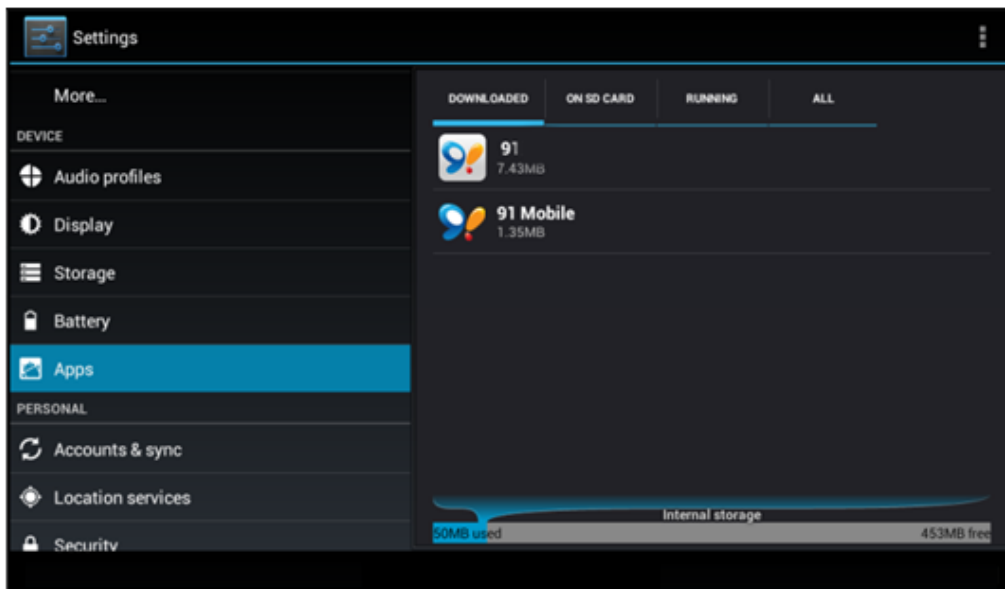 Settings
More...
DEVICE
Audio profiles
Display
Storage
Battery
Apps
PERSONAL
Accounts & sync
Location services
Security
DOWNLOADED ON SD CARD RUNNING ALL
91
7.43MB
91 Mobile
1.35MB
Internal storage
50MB used 453MB free